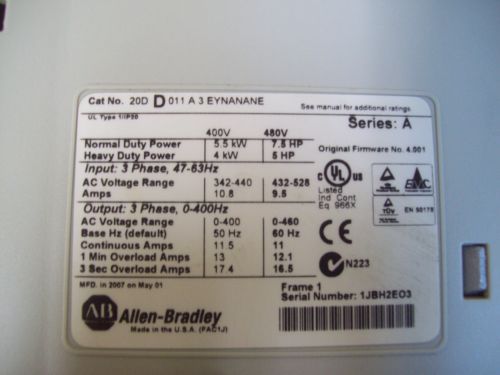 Cat No. 20D D 011 A 3 EYNANANE
See manual for additional ratings.
UL Type 1/IP20
Series: A
400V 480V
Normal Duty Power 5.5 kW 7.5 HP
Heavy Duty Power 4 kW 5 HP
Original Firmware No. 4.001
Input: 3 Phase, 47-63Hz
AC Voltage Range 342-440 432-528
Amps 10.8 9.5
Output: 3 Phase, 0-400Hz
AC Voltage Range 0-400 0-460
Base Hz (default) 50 Hz 60 Hz
Continuous Amps 11.5 11
1 Min Overload Amps 13 12.1
3 Sec Overload Amps 17.4 16.5
C UL US
Listed
Ind Cont
Eq 966X
TÜV
EMC
EN 50178
CE
N223
MFD. in 2007 on May 01
Frame 1
Serial Number: 1JBH2EO3
AB Allen-Bradley
Made in the U.S.A. (FAC1J)